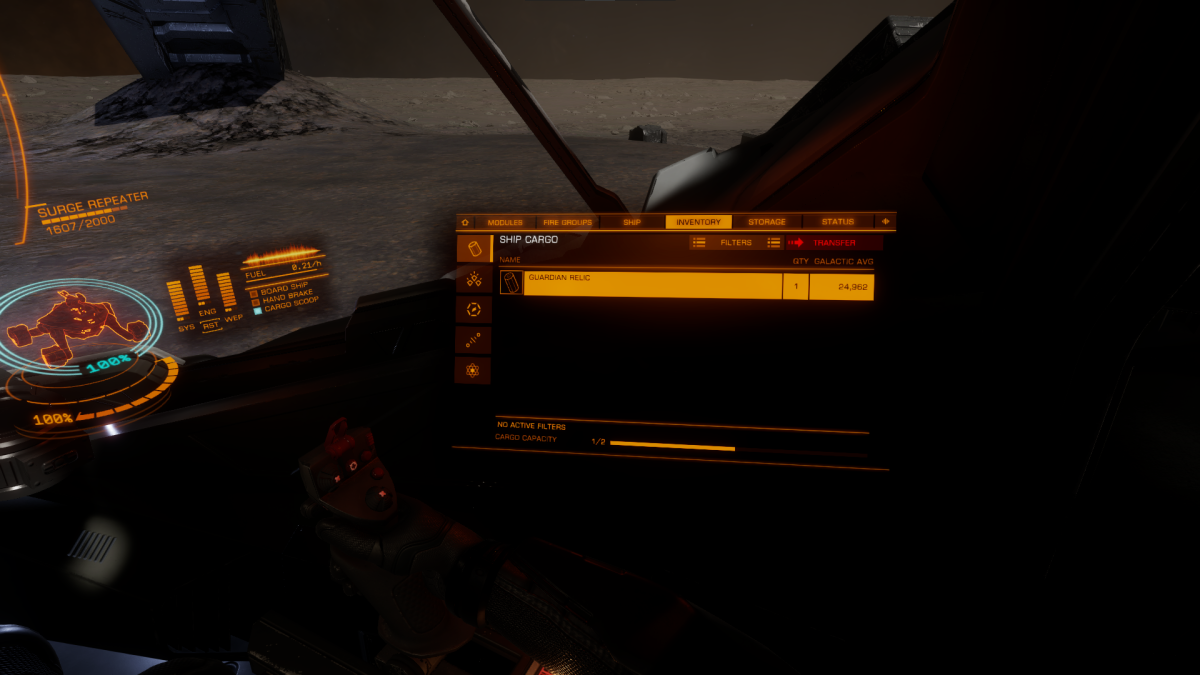 SURGE REPEATER
1607/2000
FUEL 0.21/h
BOARD SHIP
HAND BRAKE
CARGO SCOOP
SYS ENG WEP
RST
100%
100%
MODULES FIRE GROUPS SHIP INVENTORY STORAGE STATUS
SHIP CARGO FILTERS TRANSFER
NAME QTY GALACTIC AVG
GUARDIAN RELIC 1 24,962
NO ACTIVE FILTERS
CARGO CAPACITY 1/2